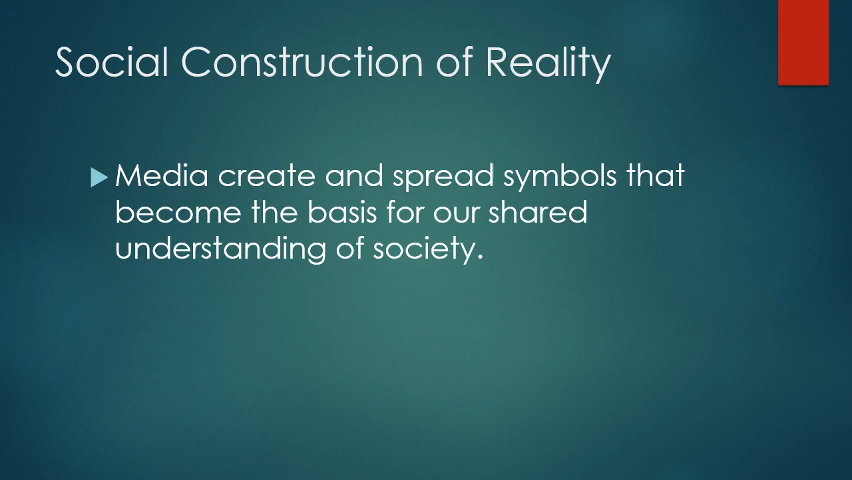 Social Construction of Reality
Media create and spread symbols that
become the basis for our shared
understanding of society.